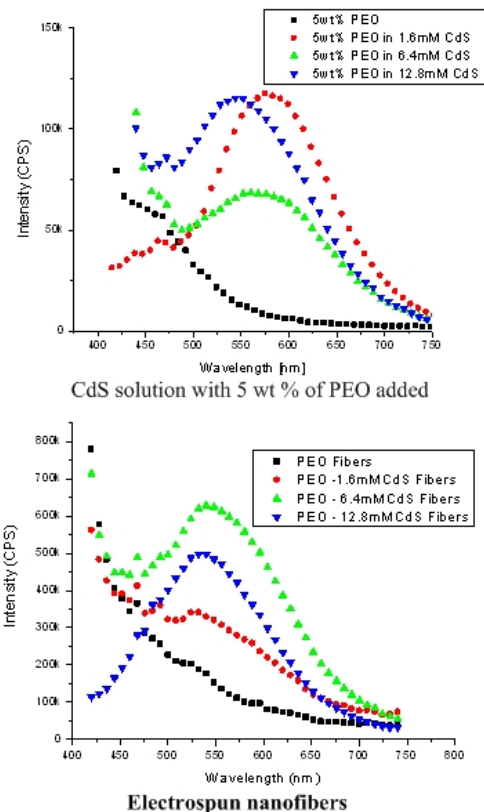 5wt% PEO
5wt% PEO in 1.6mM CdS
5wt% PEO in 6.4mM CdS
5wt% PEO in 12.8mM CdS
150k
100k
50k
0
Intensity (CPS)
400 450 500 550 600 650 700 750
Wavelength [nm]
CdS solution with 5 wt % of PEO added
PEO Fibers
PEO - 1.6mMCdS Fibers
PEO - 6.4mMCdS Fibers
PEO - 12.8mMCdS Fibers
800k
700k
600k
500k
400k
300k
200k
100k
0
Intensity (CPS)
400 450 500 550 600 650 700 750 800
Wavelength (nm)
Electrospun nanofibers